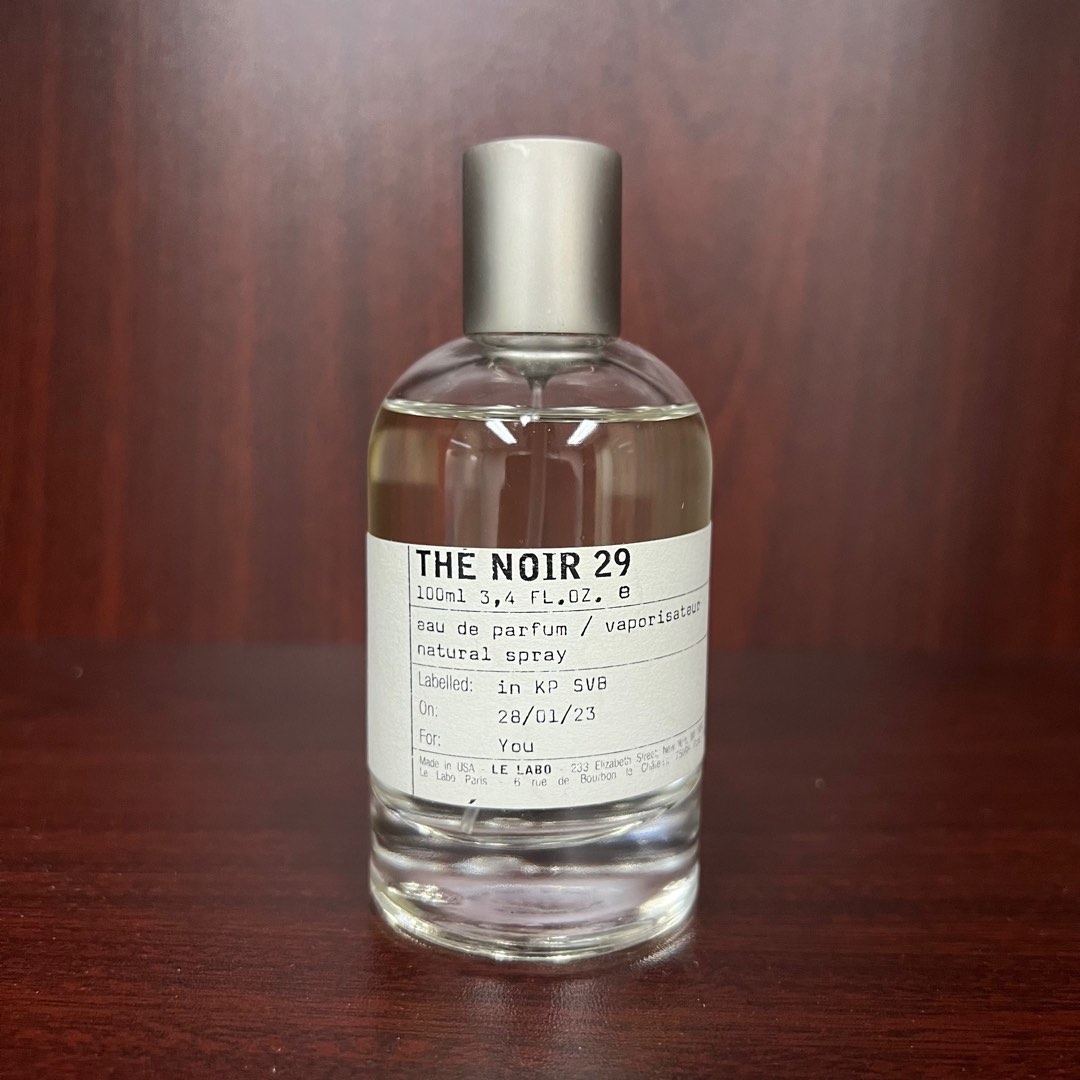 THÉ NOIR 29
100ml 3,4 FL.OZ. e
eau de parfum / vaporisateur
natural spray
Labelled: in KP SVB
On: 28/01/23
For: You
Made in USA - LE LABO - 233 Elizabeth Street, New
Le Labo Paris - 6 rue de Bourbon le Château